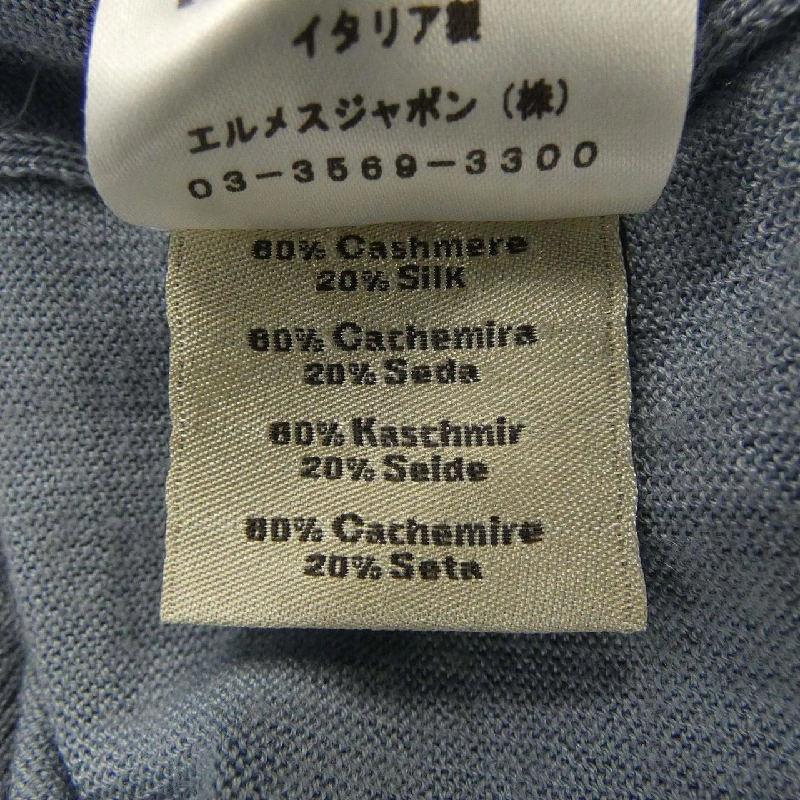 イタリア製
エルメスジャポン（株）
03-3569-3300
80% Cashmere
20% Silk
80% Cachemira
20% Seda
80% Kaschmir
20% Seide
80% Cachemire
20% Seta